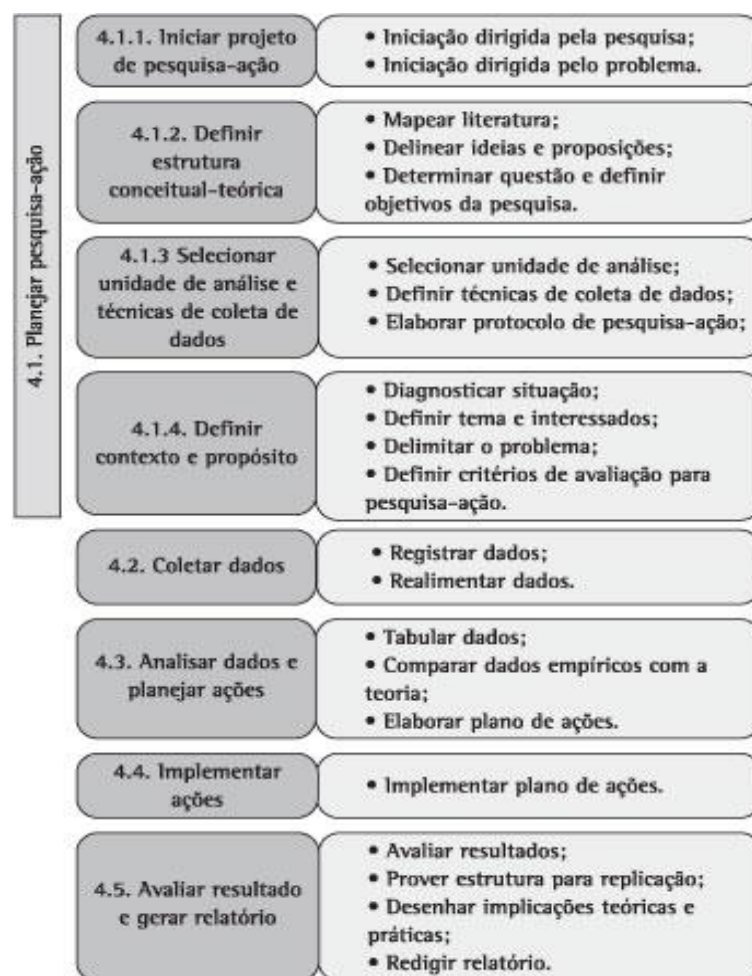 4.1. Planejar pesquisa-ação
4.1.1. Iniciar projeto
de pesquisa-ação
• Iniciação dirigida pela pesquisa;
• Iniciação dirigida pelo problema.
4.1.2. Definir
estrutura
conceitual-teórica
• Mapear literatura;
• Delinear ideias e proposições;
• Determinar questão e definir
objetivos da pesquisa.
4.1.3 Selecionar
unidade de análise e
técnicas de coleta de
dados
• Selecionar unidade de análise;
• Definir técnicas de coleta de dados;
• Elaborar protocolo de pesquisa-ação;
4.1.4. Definir
contexto e propósito
• Diagnosticar situação;
• Definir tema e interessados;
• Delimitar o problema;
• Definir critérios de avaliação para
pesquisa-ação.
4.2. Coletar dados
• Registrar dados;
• Realimentar dados.
4.3. Analisar dados e
planejar ações
• Tabular dados;
• Comparar dados empíricos com a
teoria;
• Elaborar plano de ações.
4.4. Implementar
ações
• Implementar plano de ações.
4.5. Avaliar resultado
e gerar relatório
• Avaliar resultados;
• Prover estrutura para replicação;
• Desenhar implicações teóricas e
práticas;
• Redigir relatório.